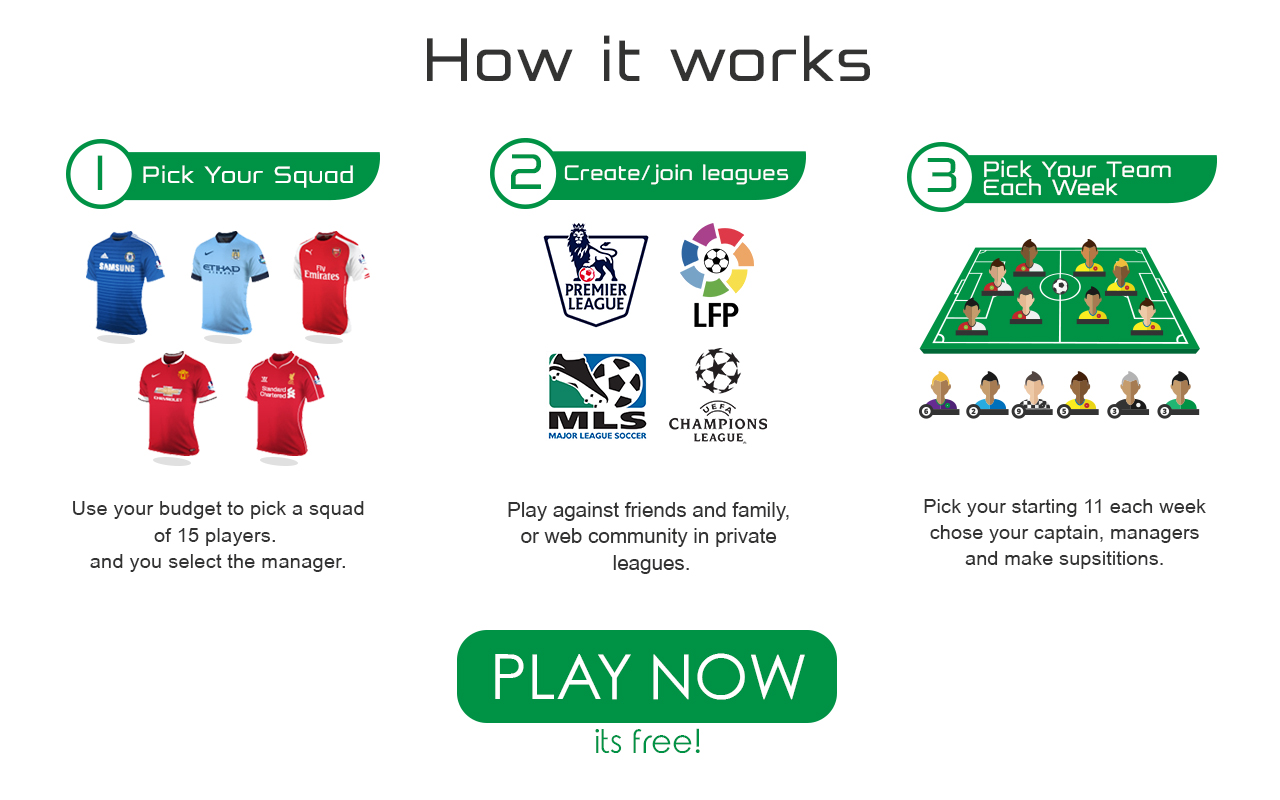 How it works
1 Pick Your Squad
SAMSUNG
ETIHAD
AIRWAYS
Fly
Emirates
CHEVROLET
Standard
Chartered
Use your budget to pick a squad
of 15 players.
and you select the manager.
2 Create/join leagues
PREMIER
LEAGUE
LFP
MLS
MAJOR LEAGUE SOCCER
UEFA
CHAMPIONS
LEAGUE
Play against friends and family,
or web community in private
leagues.
3 Pick Your Team
Each Week
6 2 9 5 3 3
Pick your starting 11 each week
chose your captain, managers
and make supsititions.
PLAY NOW
its free!